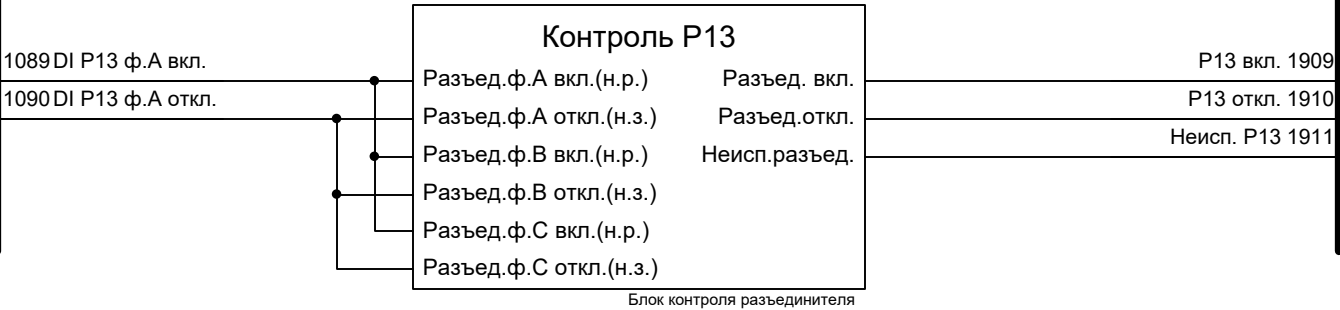 Контроль Р13
1089 DI Р13 ф.А вкл.
1090 DI Р13 ф.А откл.
Разъед.ф.А вкл.(н.р.)
Разъед.ф.А откл.(н.з.)
Разъед.ф.В вкл.(н.р.)
Разъед.ф.В откл.(н.з.)
Разъед.ф.С вкл.(н.р.)
Разъед.ф.С откл.(н.з.)
Разъед. вкл.
Разъед.откл.
Неисп.разъед.
Р13 вкл. 1909
Р13 откл. 1910
Неисп. Р13 1911
Блок контроля разъединителя